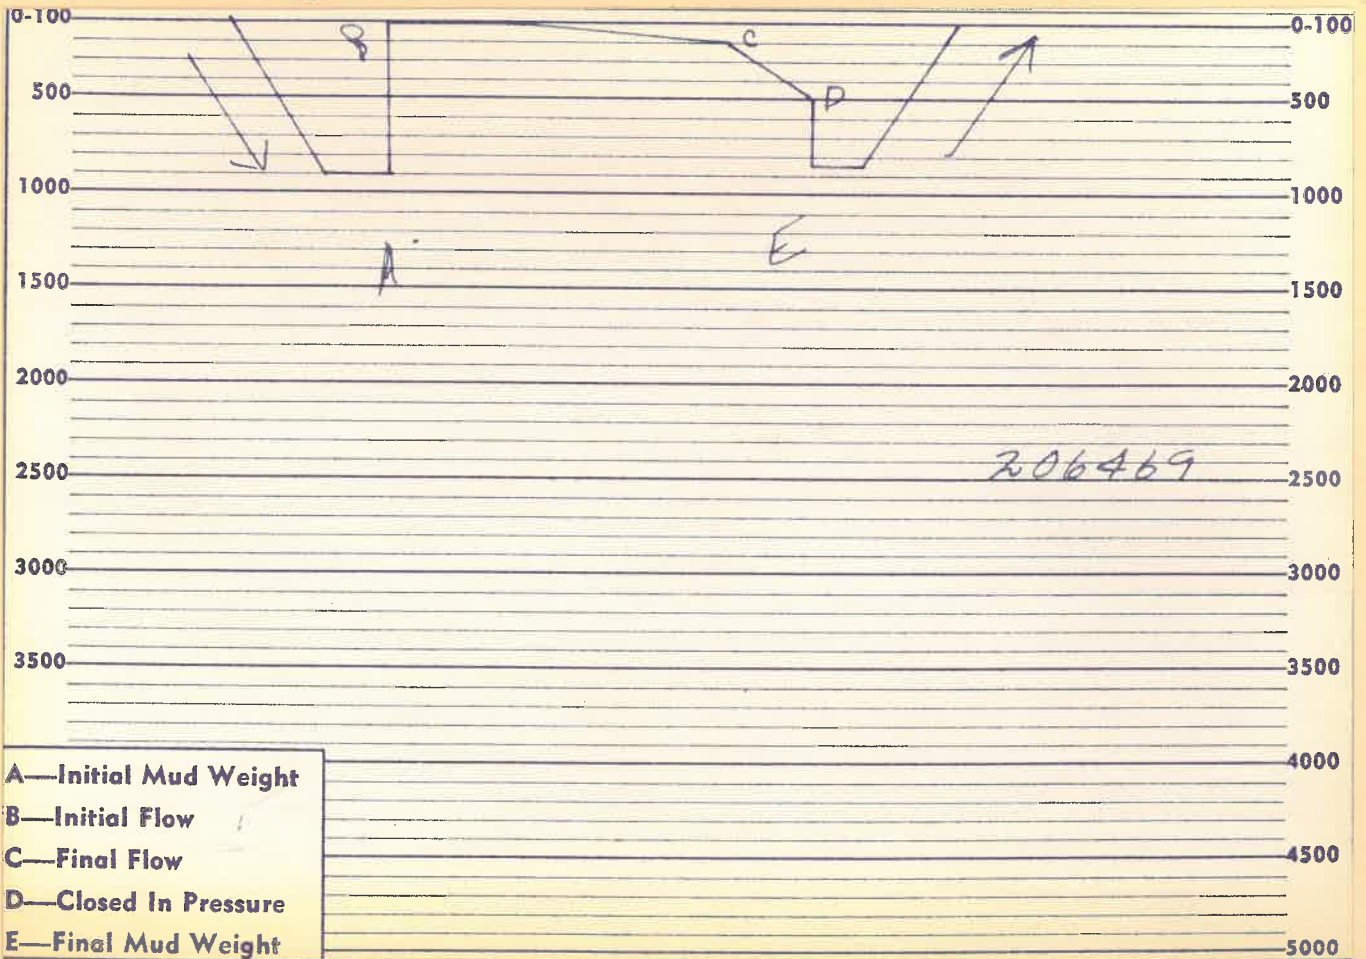 0-100 B C 0-100
500 D 500
1000 1000
A E
1500 1500
2000 2000
206469
2500 2500
3000 3000
3500 3500
A—Initial Mud Weight 4000
B—Initial Flow
C—Final Flow 4500
D—Closed In Pressure
E—Final Mud Weight 5000